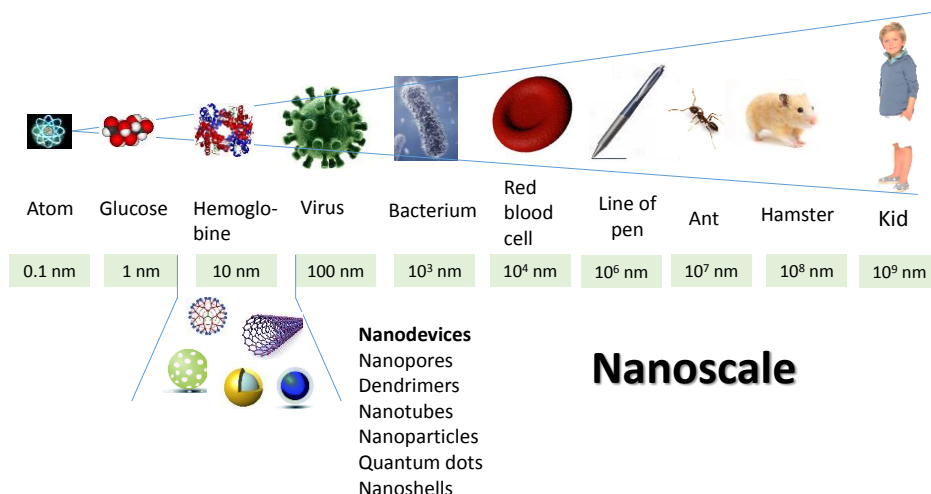 Atom
Glucose
Hemoglo-
bine
Virus
Bacterium
Red
blood
cell
Line of
pen
Ant
Hamster
Kid
0.1 nm
1 nm
10 nm
100 nm
10³ nm
10⁴ nm
10⁶ nm
10⁷ nm
10⁸ nm
10⁹ nm
Nanodevices
Nanopores
Dendrimers
Nanotubes
Nanoparticles
Quantum dots
Nanoshells
Nanoscale